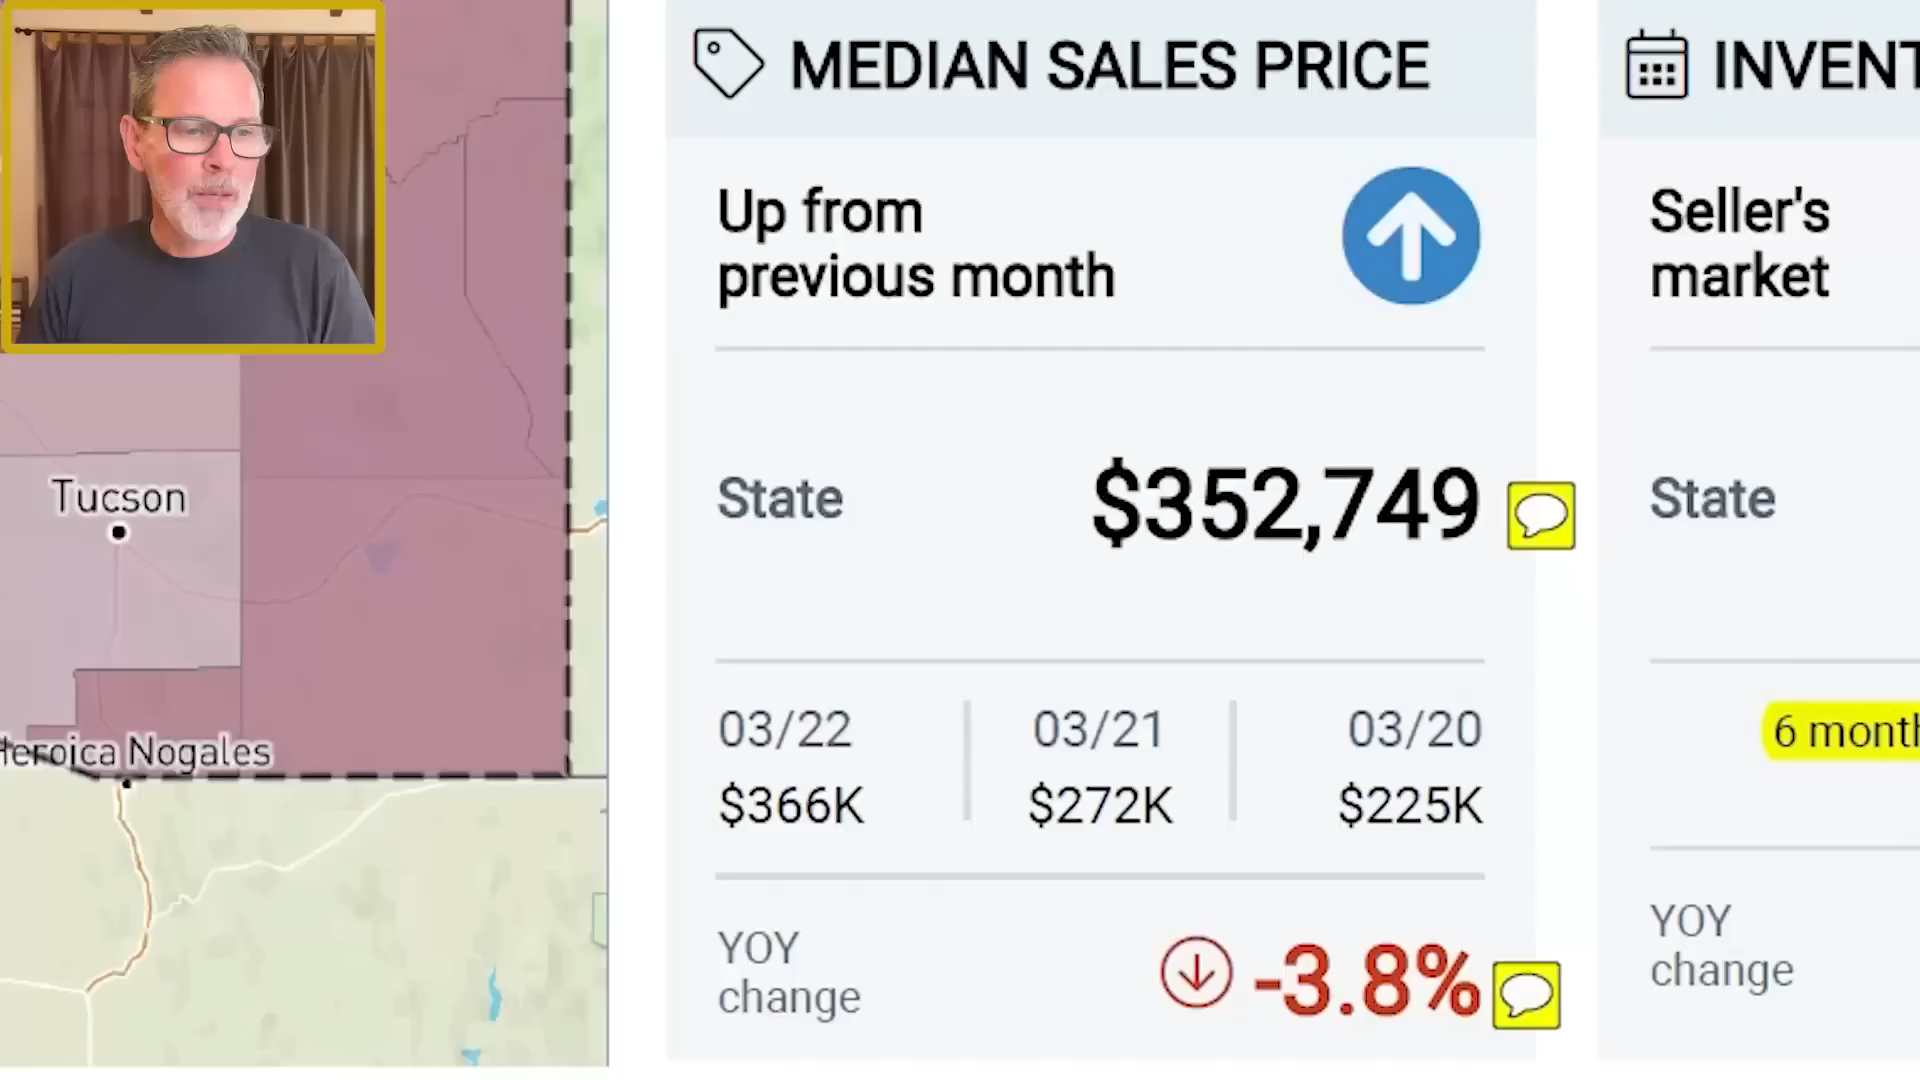 MEDIAN SALES PRICE
Up from
previous month
State
$352,749
03/22
03/21
03/20
$366K
$272K
$225K
YOY
change
-3.8%
INVENT
Seller's
market
State
6 month
YOY
change
Tucson
Heroica Nogales